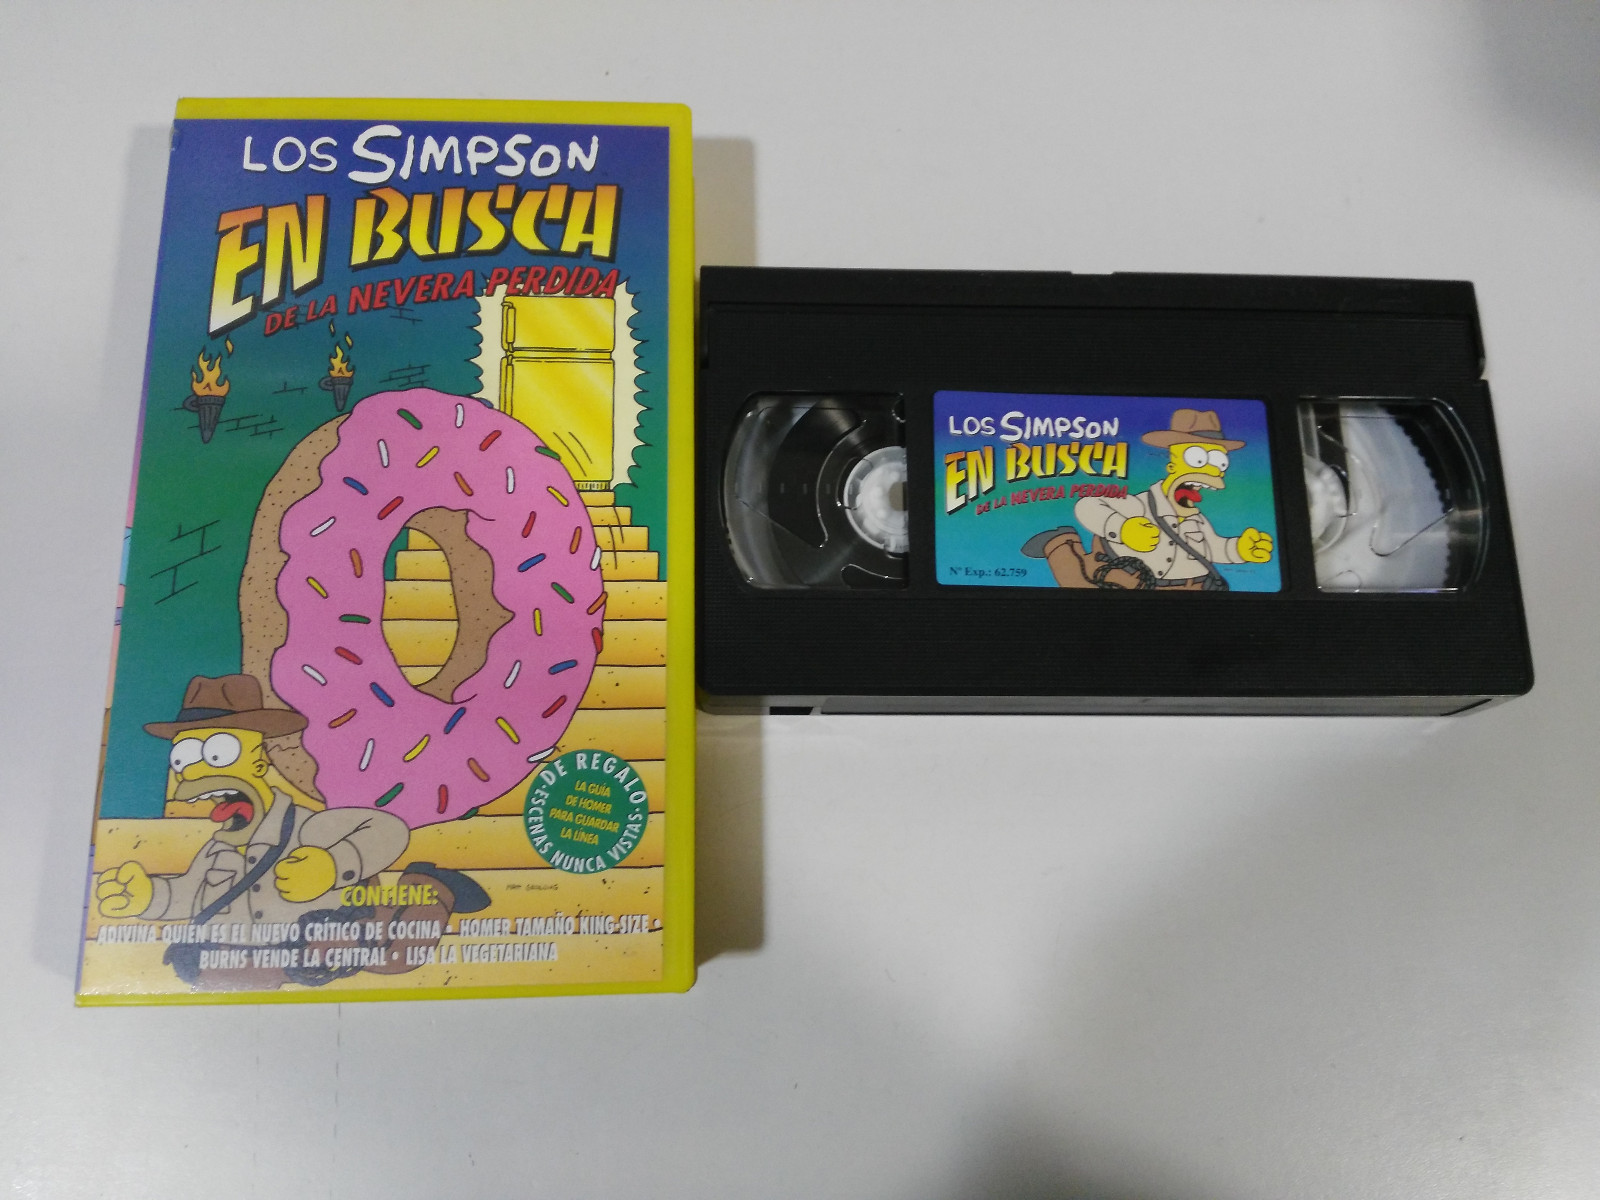 LOS SIMPSON
EN BUSCA
DE LA NEVERA PERDIDA
DE REGALO
LA GUÍA
DE HOMER
PARA GUARDAR
LA LÍNEA
ESCENAS NUNCA VISTAS
MATT GROENING
CONTIENE:
ADIVINA QUIÉN ES EL NUEVO CRÍTICO DE COCINA • HOMER TAMAÑO KING-SIZE •
BURNS VENDE LA CENTRAL • LISA LA VEGETARIANA
LOS SIMPSON
EN BUSCA
DE LA NEVERA PERDIDA
Nº Exp.: 62.759